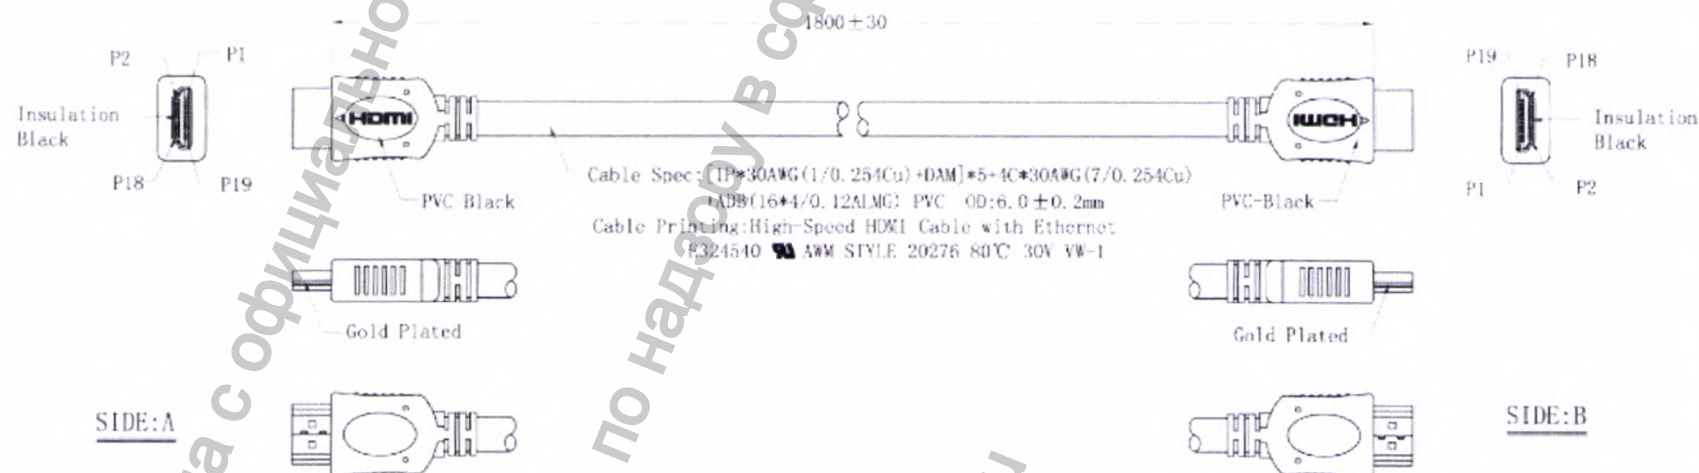 1800±30
P2 P1
P19 P18
Insulation
Black
HDMI
HDMI
Insulation
Black
P18 P19
P1 P2
PVC-Black
PVC-Black
Cable Spec:[1P*30AWG(1/0.254Cu)+DAM]*5+4C*30AWG(7/0.254Cu)
+ADB(16*4/0.12ALMG) PVC OD:6.0±0.2mm
Cable Printing:High-Speed HDMI Cable with Ethernet
E324540 AWM STYLE 20276 80℃ 30V VW-1
Gold Plated
Gold Plated
SIDE:A
SIDE:B
с официально
по надзору в с